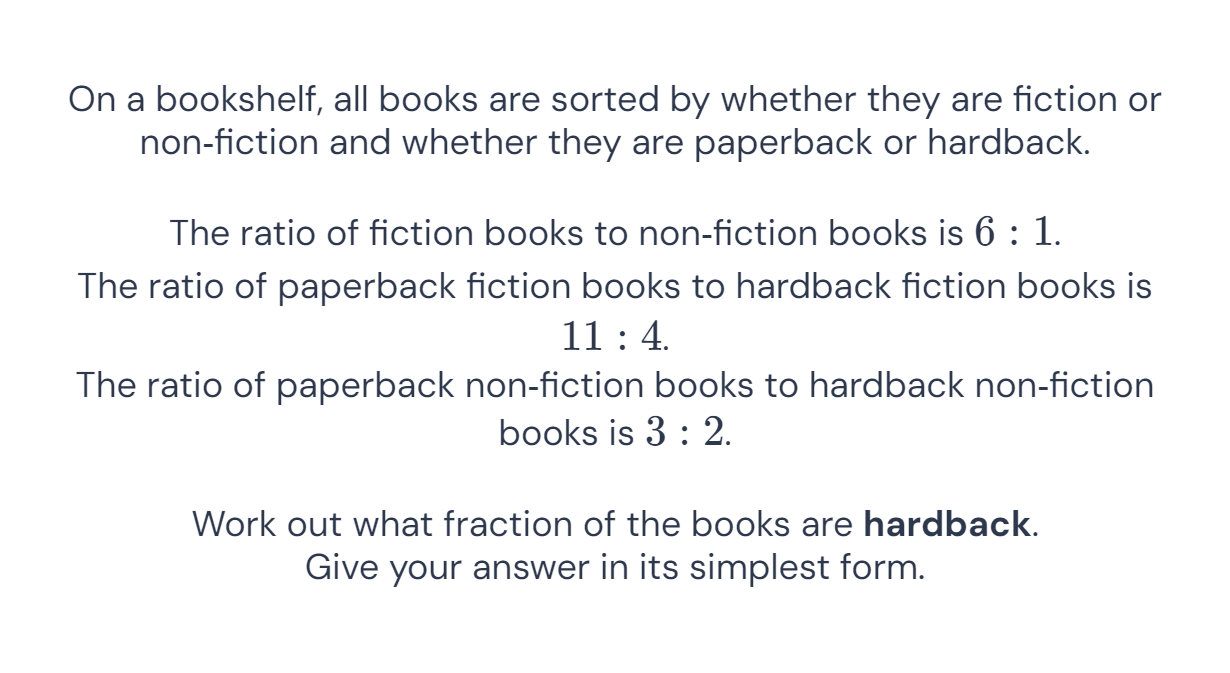 On a bookshelf, all books are sorted by whether they are fiction or
non-fiction and whether they are paperback or hardback.
The ratio of fiction books to non-fiction books is 6 : 1.
The ratio of paperback fiction books to hardback fiction books is
11 : 4.
The ratio of paperback non-fiction books to hardback non-fiction
books is 3 : 2.
Work out what fraction of the books are hardback.
Give your answer in its simplest form.